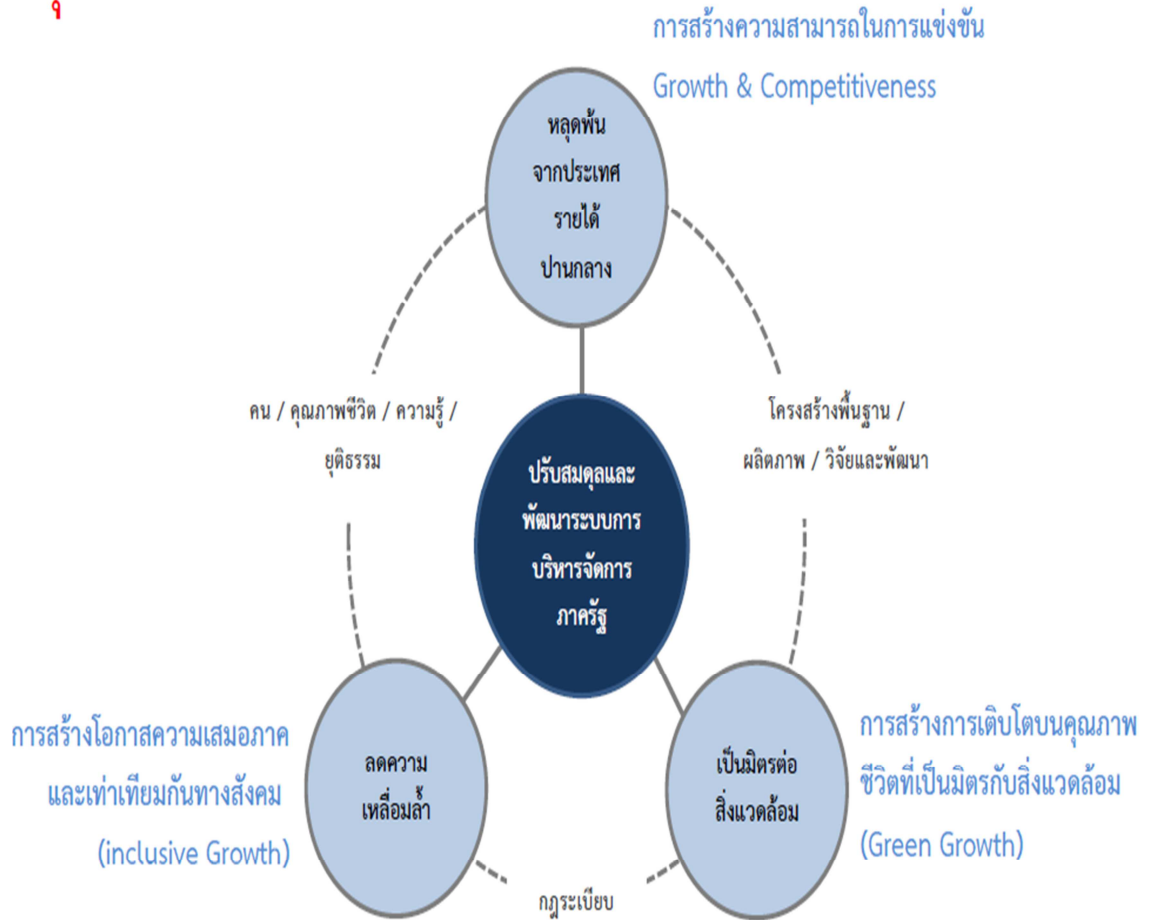 การสร้างความสามารถในการแข่งขัน
Growth & Competitiveness
หลุดพ้น
จากประเทศ
รายได้
ปานกลาง
คน / คุณภาพชีวิต / ความรู้ /
ยุติธรรม
โครงสร้างพื้นฐาน /
ผลิตภาพ / วิจัยและพัฒนา
ปรับสมดุลและ
พัฒนาระบบการ
บริหารจัดการ
ภาครัฐ
การสร้างโอกาสความเสมอภาค
และเท่าเทียมกันทางสังคม
(inclusive Growth)
ลดความ
เหลื่อมล้ำ
เป็นมิตรต่อ
สิ่งแวดล้อม
การสร้างการเติบโตบนคุณภาพ
ชีวิตที่เป็นมิตรกับสิ่งแวดล้อม
(Green Growth)
กฎระเบียบ